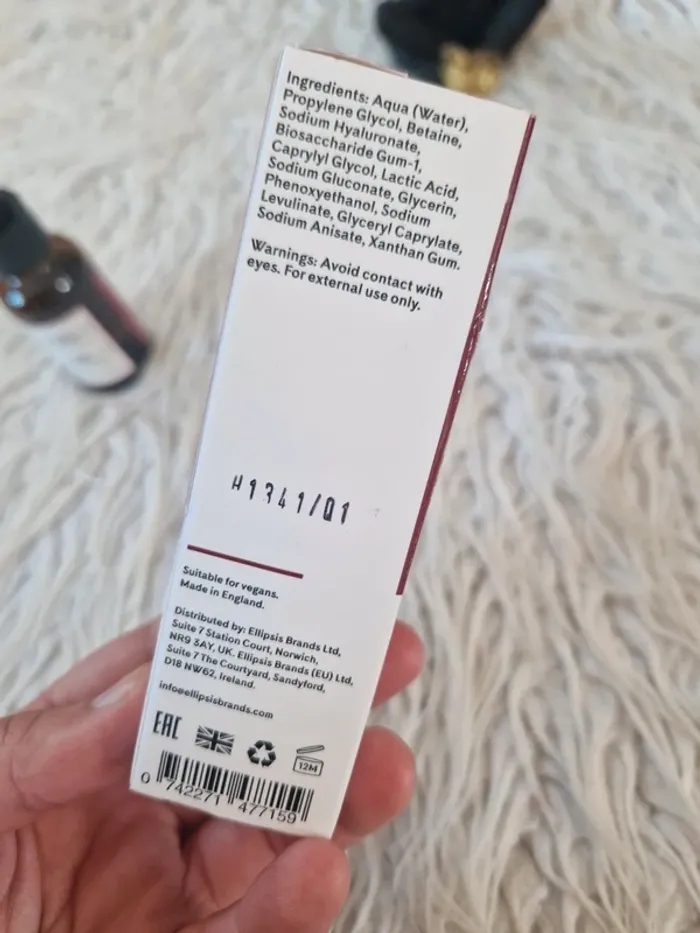 Ingredients: Aqua (Water),
Propylene Glycol, Betaine,
Sodium Hyaluronate,
Biosaccharide Gum-1,
Caprylyl Glycol, Lactic Acid,
Sodium Gluconate, Glycerin,
Phenoxyethanol, Sodium
Levulinate, Glyceryl Caprylate,
Sodium Anisate, Xanthan Gum.
Warnings: Avoid contact with
eyes. For external use only.
H1341/01
Suitable for vegans.
Made in England.
Distributed by: Ellipsis Brands Ltd,
Suite 7 Station Court, Norwich,
NR9 3AY, UK. Ellipsis Brands (EU) Ltd,
Suite 7 The Courtyard, Sandyford,
D18 NW62, Ireland.
info@ellipsisbrands.com
EAC
12M
0 742271 477159